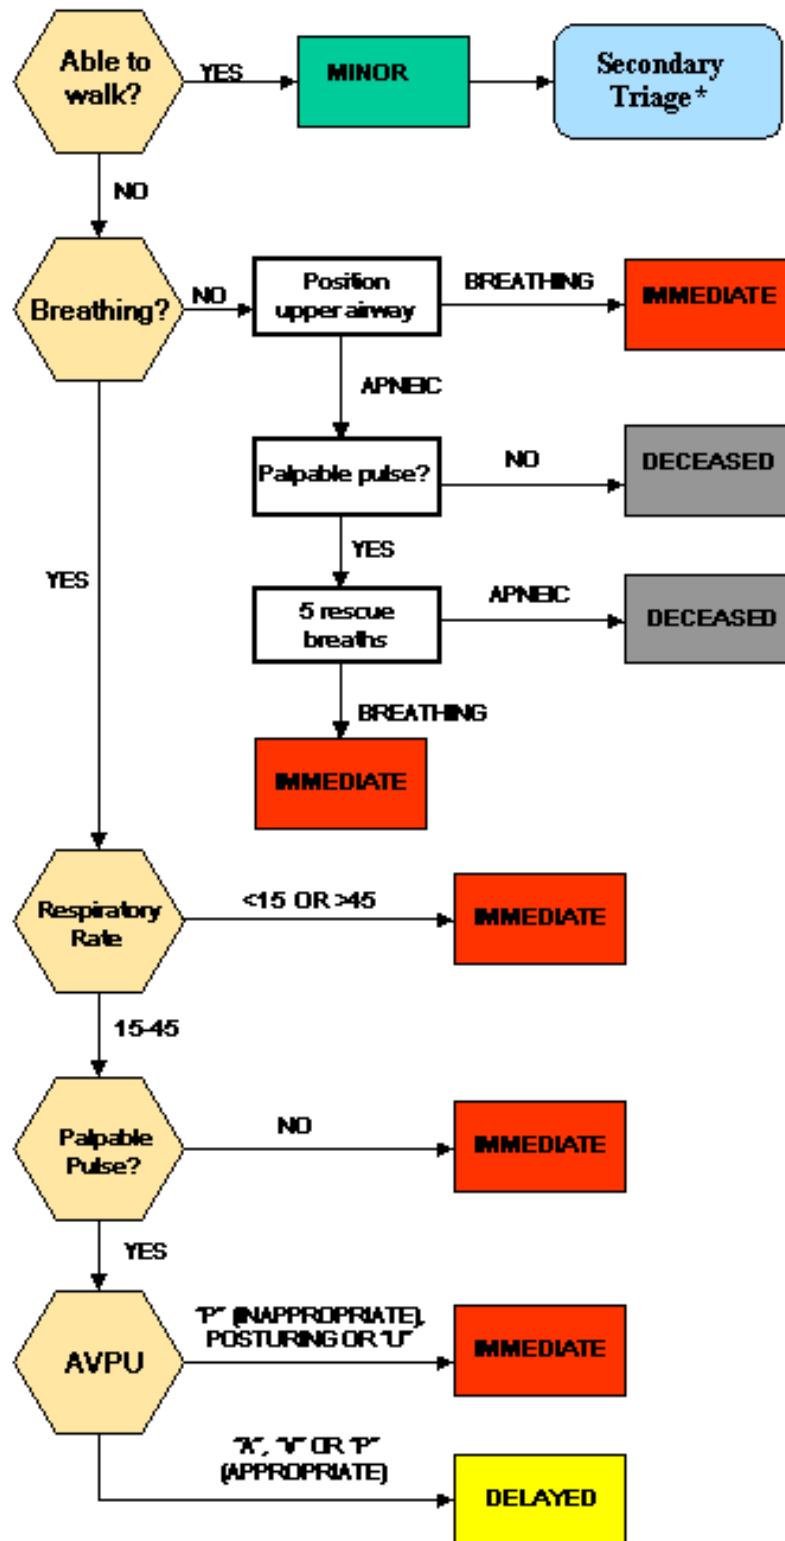 Able to
walk?
YES
MINOR
Secondary
Triage*
NO
Breathing?
NO
Position
upper airway
BREATHING
IMMEDIATE
APNEIC
Palpable pulse?
NO
DECEASED
YES
YES
5 rescue
breaths
APNEIC
DECEASED
BREATHING
IMMEDIATE
Respiratory
Rate
<15 OR >45
IMMEDIATE
15-45
Palpable
Pulse?
NO
IMMEDIATE
YES
AVPU
"P" (INAPPROPRIATE),
POSTURING OR "U"
IMMEDIATE
"A", "V" OR "P"
(APPROPRIATE)
DELAYED